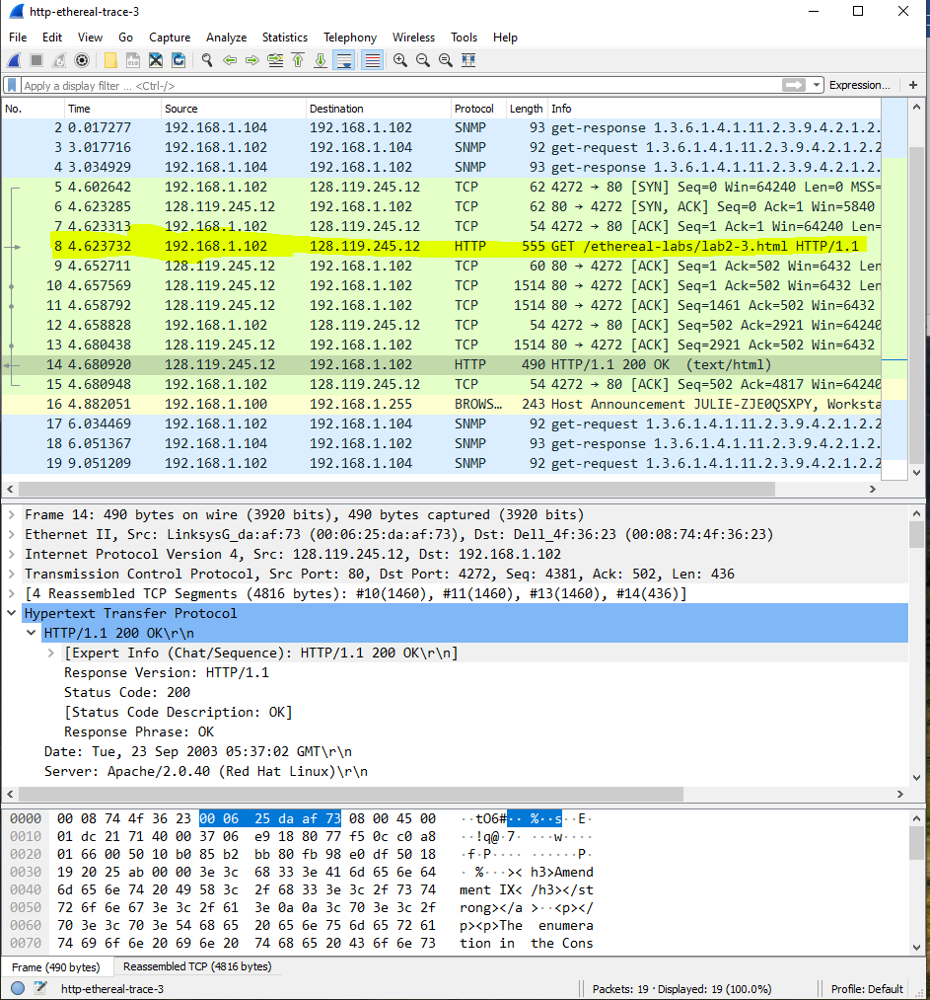 http-ethereal-trace-3
File Edit View Go Capture Analyze Statistics Telephony Wireless Tools Help
Apply a display filter ... <Ctrl-/> Expression... +
No. Time Source Destination Protocol Length Info
2 0.017277 192.168.1.104 192.168.1.102 SNMP 93 get-response 1.3.6.1.4.1.11.2.3.9.4.2.1.2.
3 3.017716 192.168.1.102 192.168.1.104 SNMP 92 get-request 1.3.6.1.4.1.11.2.3.9.4.2.1.2.2
4 3.034929 192.168.1.104 192.168.1.102 SNMP 93 get-response 1.3.6.1.4.1.11.2.3.9.4.2.1.2.
5 4.602642 192.168.1.102 128.119.245.12 TCP 62 4272 → 80 [SYN] Seq=0 Win=64240 Len=0 MSS=
6 4.623285 128.119.245.12 192.168.1.102 TCP 62 80 → 4272 [SYN, ACK] Seq=0 Ack=1 Win=5840
7 4.623313 192.168.1.102 128.119.245.12 TCP 54 4272 → 80 [ACK] Seq=1 Ack=1 Win=64240 Len
8 4.623732 192.168.1.102 128.119.245.12 HTTP 555 GET /ethereal-labs/lab2-3.html HTTP/1.1
9 4.652711 128.119.245.12 192.168.1.102 TCP 60 80 → 4272 [ACK] Seq=1 Ack=502 Win=6432 Len
10 4.657569 128.119.245.12 192.168.1.102 TCP 1514 80 → 4272 [ACK] Seq=1 Ack=502 Win=6432 Len
11 4.658792 128.119.245.12 192.168.1.102 TCP 1514 80 → 4272 [ACK] Seq=1461 Ack=502 Win=6432
12 4.658828 192.168.1.102 128.119.245.12 TCP 54 4272 → 80 [ACK] Seq=502 Ack=2921 Win=64240
13 4.680438 128.119.245.12 192.168.1.102 TCP 1514 80 → 4272 [ACK] Seq=2921 Ack=502 Win=6432
14 4.680920 128.119.245.12 192.168.1.102 HTTP 490 HTTP/1.1 200 OK (text/html)
15 4.680948 192.168.1.102 128.119.245.12 TCP 54 4272 → 80 [ACK] Seq=502 Ack=4817 Win=64240
16 4.882051 192.168.1.100 192.168.1.255 BROWS… 243 Host Announcement JULIE-ZJE0QSXPY, Worksta
17 6.034469 192.168.1.102 192.168.1.104 SNMP 92 get-request 1.3.6.1.4.1.11.2.3.9.4.2.1.2.2
18 6.051367 192.168.1.104 192.168.1.102 SNMP 93 get-response 1.3.6.1.4.1.11.2.3.9.4.2.1.2.
19 9.051209 192.168.1.102 192.168.1.104 SNMP 92 get-request 1.3.6.1.4.1.11.2.3.9.4.2.1.2.2
Frame 14: 490 bytes on wire (3920 bits), 490 bytes captured (3920 bits)
Ethernet II, Src: LinksysG_da:af:73 (00:06:25:da:af:73), Dst: Dell_4f:36:23 (00:08:74:4f:36:23)
Internet Protocol Version 4, Src: 128.119.245.12, Dst: 192.168.1.102
Transmission Control Protocol, Src Port: 80, Dst Port: 4272, Seq: 4381, Ack: 502, Len: 436
[4 Reassembled TCP Segments (4816 bytes): #10(1460), #11(1460), #13(1460), #14(436)]
Hypertext Transfer Protocol
HTTP/1.1 200 OK\r\n
[Expert Info (Chat/Sequence): HTTP/1.1 200 OK\r\n]
Response Version: HTTP/1.1
Status Code: 200
[Status Code Description: OK]
Response Phrase: OK
Date: Tue, 23 Sep 2003 05:37:02 GMT\r\n
Server: Apache/2.0.40 (Red Hat Linux)\r\n
0000 00 08 74 4f 36 23 00 06 25 da af 73 08 00 45 00 ··tO6#·· %··s··E·
0010 01 dc 21 71 40 00 37 06 e9 18 80 77 f5 0c c0 a8 ··!q@·7· ···w····
0020 01 66 00 50 10 b0 85 b2 bb 80 fb 98 e0 df 50 18 ·f·P···· ······P·
0030 19 20 25 ab 00 00 3e 3c 68 33 3e 41 6d 65 6e 64 · %···>< h3>Amend
0040 6d 65 6e 74 20 49 58 3c 2f 68 33 3e 3c 2f 73 74 ment IX< /h3></st
0050 72 6f 6e 67 3e 3c 2f 61 3e 0a 0a 3c 70 3e 3c 2f rong></a >··<p></
0060 70 3e 3c 70 3e 54 68 65 20 65 6e 75 6d 65 72 61 p><p>The enumera
0070 74 69 6f 6e 20 69 6e 20 74 68 65 20 43 6f 6e 73 tion in the Cons
Frame (490 bytes) Reassembled TCP (4816 bytes)
http-ethereal-trace-3 Packets: 19 · Displayed: 19 (100.0%) Profile: Default